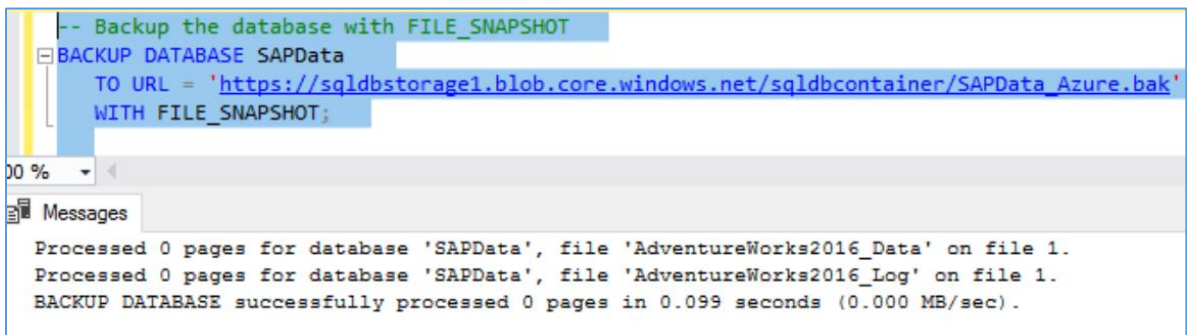 -- Backup the database with FILE_SNAPSHOT
BACKUP DATABASE SAPData
TO URL = 'https://sqldbstorage1.blob.core.windows.net/sqldbcontainer/SAPData_Azure.bak'
WITH FILE_SNAPSHOT;
00 %
Messages
Processed 0 pages for database 'SAPData', file 'AdventureWorks2016_Data' on file 1.
Processed 0 pages for database 'SAPData', file 'AdventureWorks2016_Log' on file 1.
BACKUP DATABASE successfully processed 0 pages in 0.099 seconds (0.000 MB/sec).